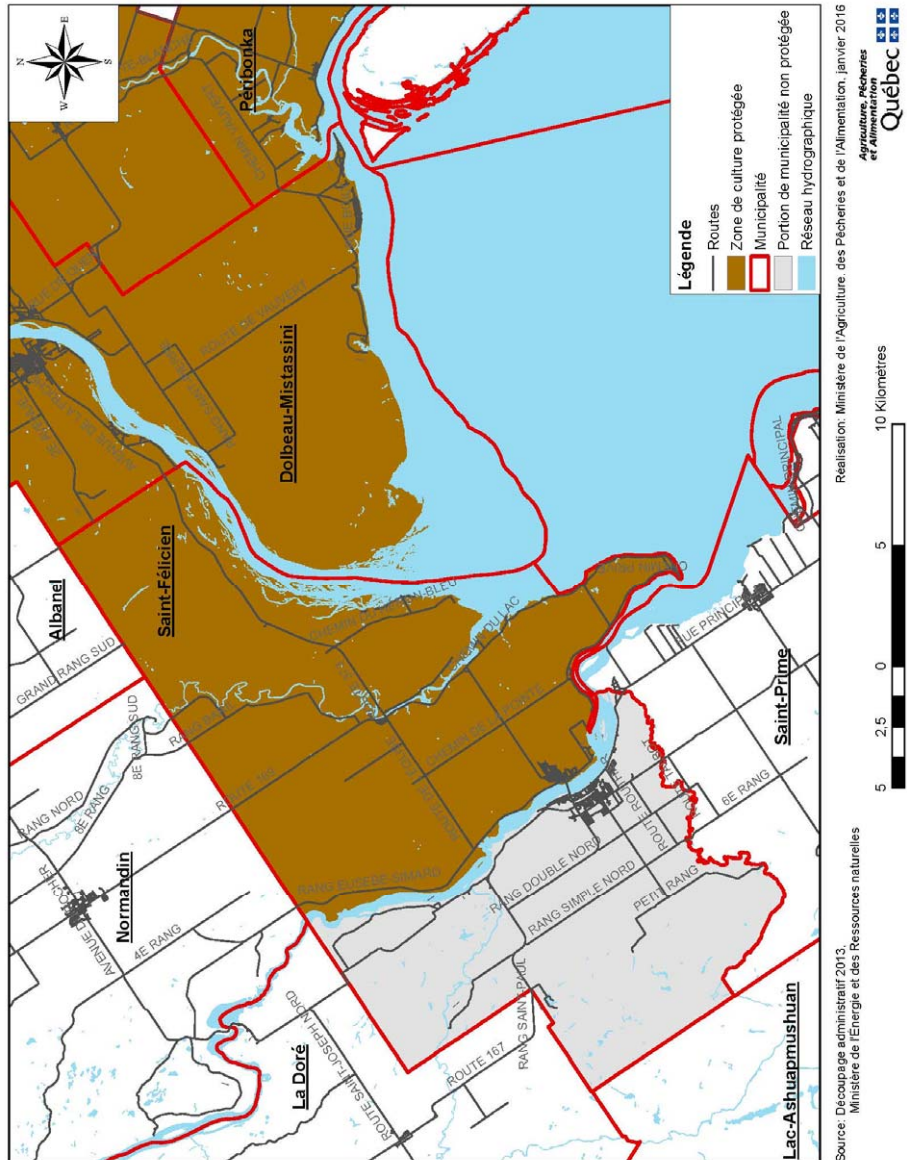 N
E
S
W
Péribonka
CHEMIN VAUVERT
ROUTE DE VAUVERT
Dolbeau-Mistassini
Saint-Félicien
Albanel
GRAND RANG SUD
8E RANG SUD
RANG NORD
8E RANG
Normandin
4E RANG
ROUTE 169
RANG EUSÈBE-SIMARD
CHEMIN DE LA POINTE
RANG DOUBLE NORD
RANG SIMPLE NORD
PETIT RANG
6E RANG
RUE PRINCIPALE
Saint-Prime
RANG SAINT-PAUL
ROUTE 167
ROUTE SAINT-JOSEPH NORD
La Doré
Lac-Ashuapmushuan
Légende
Routes
Zone de culture protégée
Municipalité
Portion de municipalité non protégée
Réseau hydrographique
Source: Découpage administratif 2013,
Ministère de l'Énergie et des Ressources naturelles
5
2,5
0
5
10 Kilomètres
Réalisation: Ministère de l'Agriculture, des Pêcheries et de l'Alimentation, janvier 2016
Agriculture, Pêcheries
et Alimentation
Québec